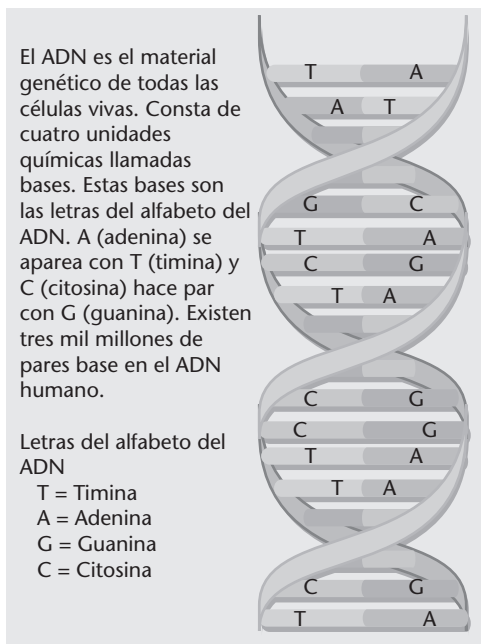 El ADN es el material
genético de todas las
células vivas. Consta de
cuatro unidades
químicas llamadas
bases. Estas bases son
las letras del alfabeto del
ADN. A (adenina) se
aparea con T (timina) y
C (citosina) hace par
con G (guanina). Existen
tres mil millones de
pares base en el ADN
humano.
Letras del alfabeto del
ADN
T = Timina
A = Adenina
G = Guanina
C = Citosina
T A
A T
G C
T A
C G
T A
C G
C G
T A
T A
C G
T A